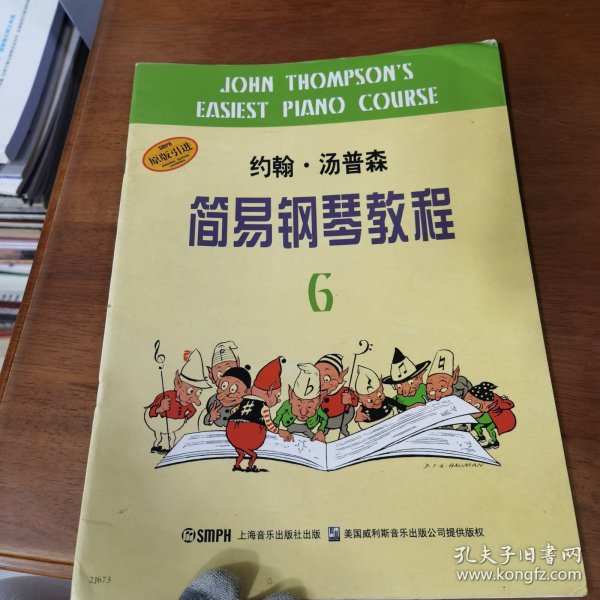 JOHN THOMPSON'S
EASIEST PIANO COURSE
SMPH
原版引进
约翰·汤普森
简易钢琴教程
6
SMPH 上海音乐出版社出版 美国威利斯音乐出版公司提供版权
2J673
孔夫子旧书网
www.kongfz.com